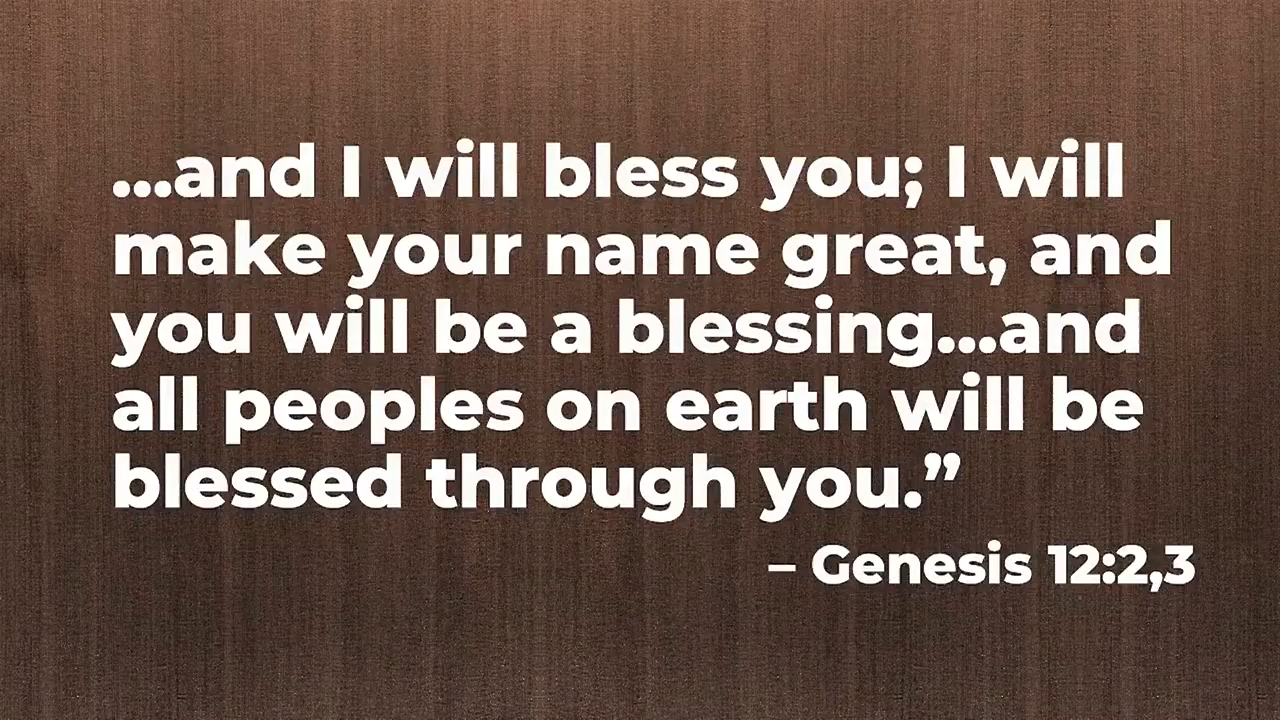 ...and I will bless you; I will
make your name great, and
you will be a blessing...and
all peoples on earth will be
blessed through you.”
– Genesis 12:2,3